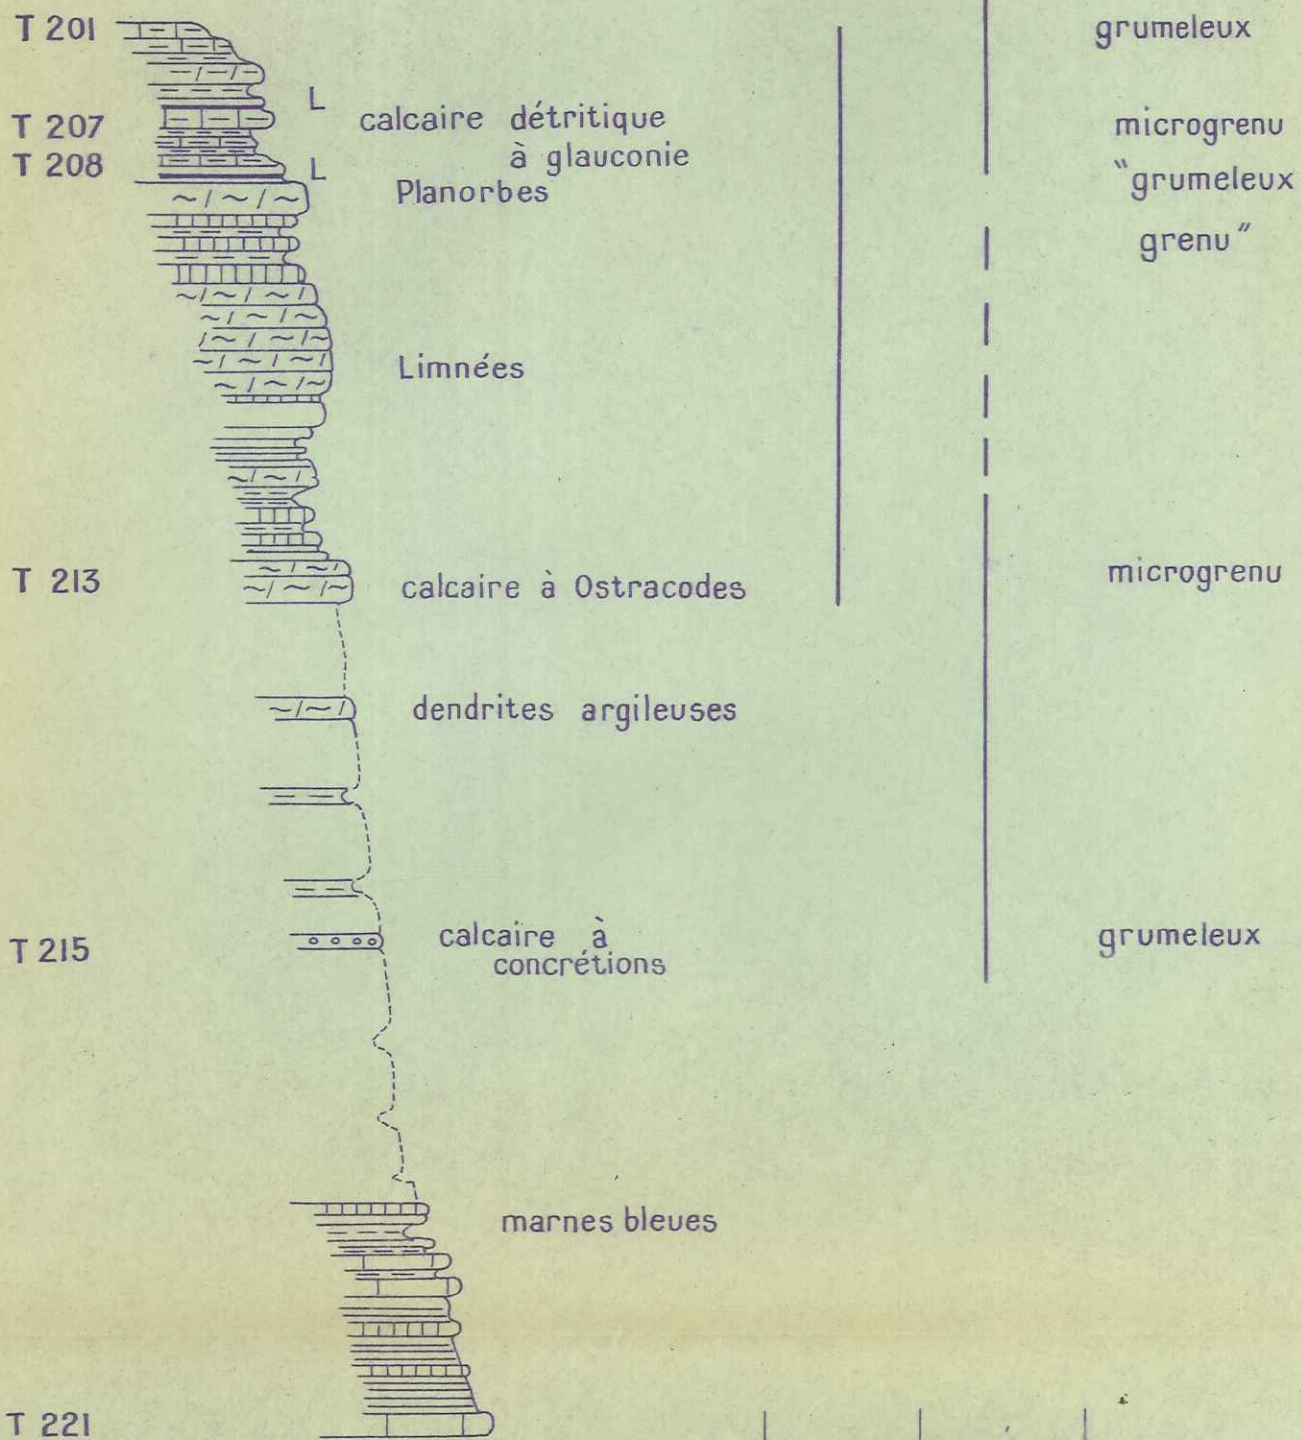 T 201
grumeleux
L
T 207
calcaire détritique
à glauconie
microgrenu
T 208
L
Planorbes
"grumeleux
grenu"
Limnées
T 213
calcaire à Ostracodes
microgrenu
dendrites argileuses
T 215
calcaire à
concrétions
grumeleux
marnes bleues
T 221